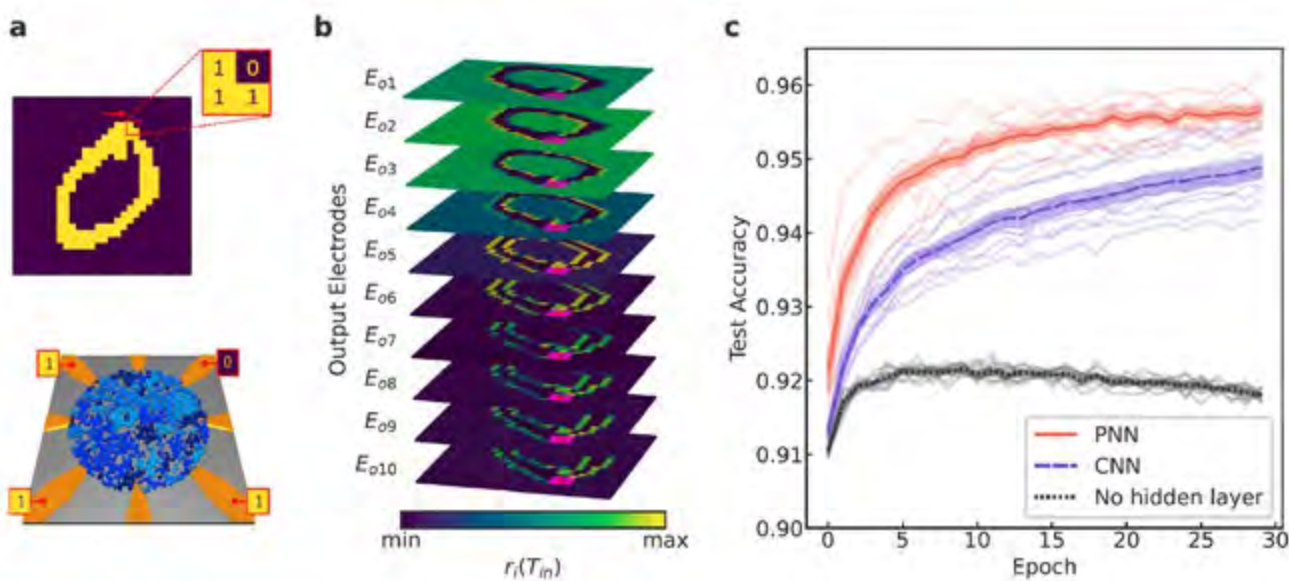 a
1 0
1 1
1
0
1
1
b
Output Electrodes
E_o1
E_o2
E_o3
E_o4
E_o5
E_o6
E_o7
E_o8
E_o9
E_o10
min
max
r_i(T_in)
c
Test Accuracy
0.96
0.95
0.94
0.93
0.92
0.91
0.90
PNN
CNN
No hidden layer
0 5 10 15 20 25 30
Epoch